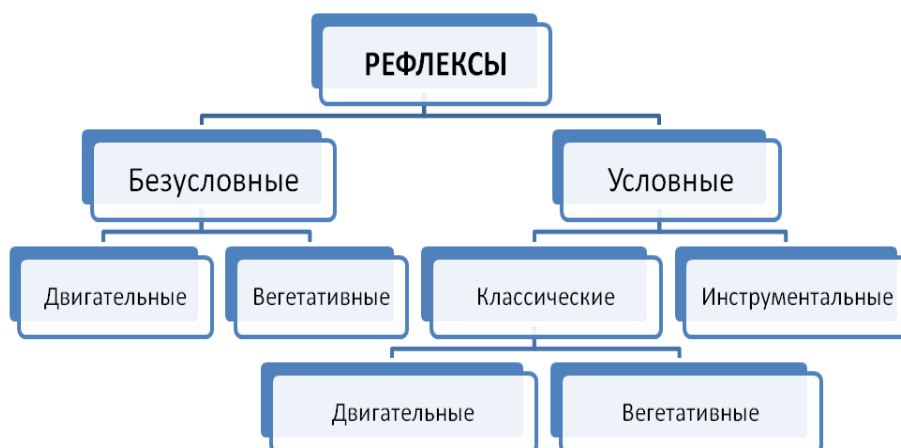 РЕФЛЕКСЫ
Безусловные
Условные
Двигательные
Вегетативные
Классические
Инструментальные
Двигательные
Вегетативные